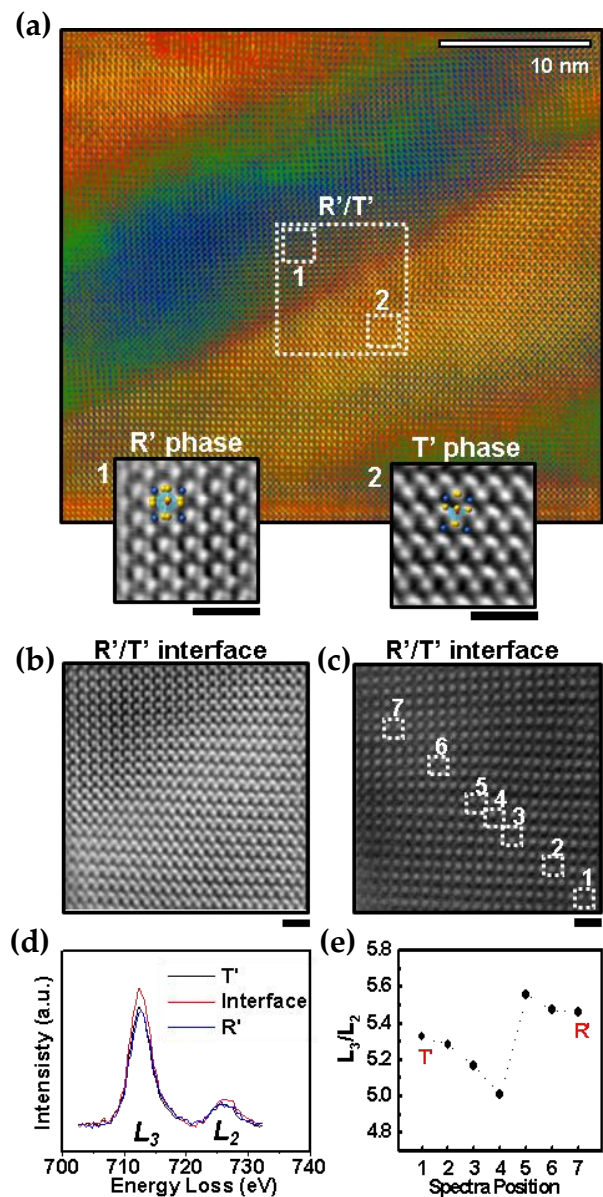 (a)
10 nm
R'/T'
1
2
R' phase
T' phase
1
2
(b)
R'/T' interface
(c)
R'/T' interface
7
6
5
4
3
2
1
(d)
Intensisty (a.u.)
T'
Interface
R'
L3
L2
700 710 720 730 740
Energy Loss (eV)
(e)
L3/L2
5.8
5.6
5.4
5.2
5.0
4.8
T'
R'
1 2 3 4 5 6 7
Spectra Position